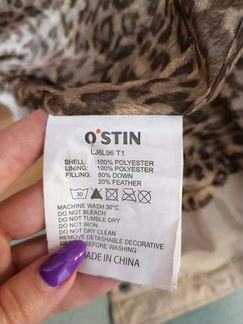 O'STIN
LJ6L96 T1
SHELL: 100% POLYESTER
LINING: 100% POLYESTER
FILLING: 80% DOWN
20% FEATHER
30
MACHINE WASH 30°C
DO NOT BLEACH
DO NOT TUMBLE DRY
DO NOT IRON
DO NOT DRY CLEAN
REMOVE DETASHABLE DECORATIVE
BEFORE WASHING
MADE IN CHINA